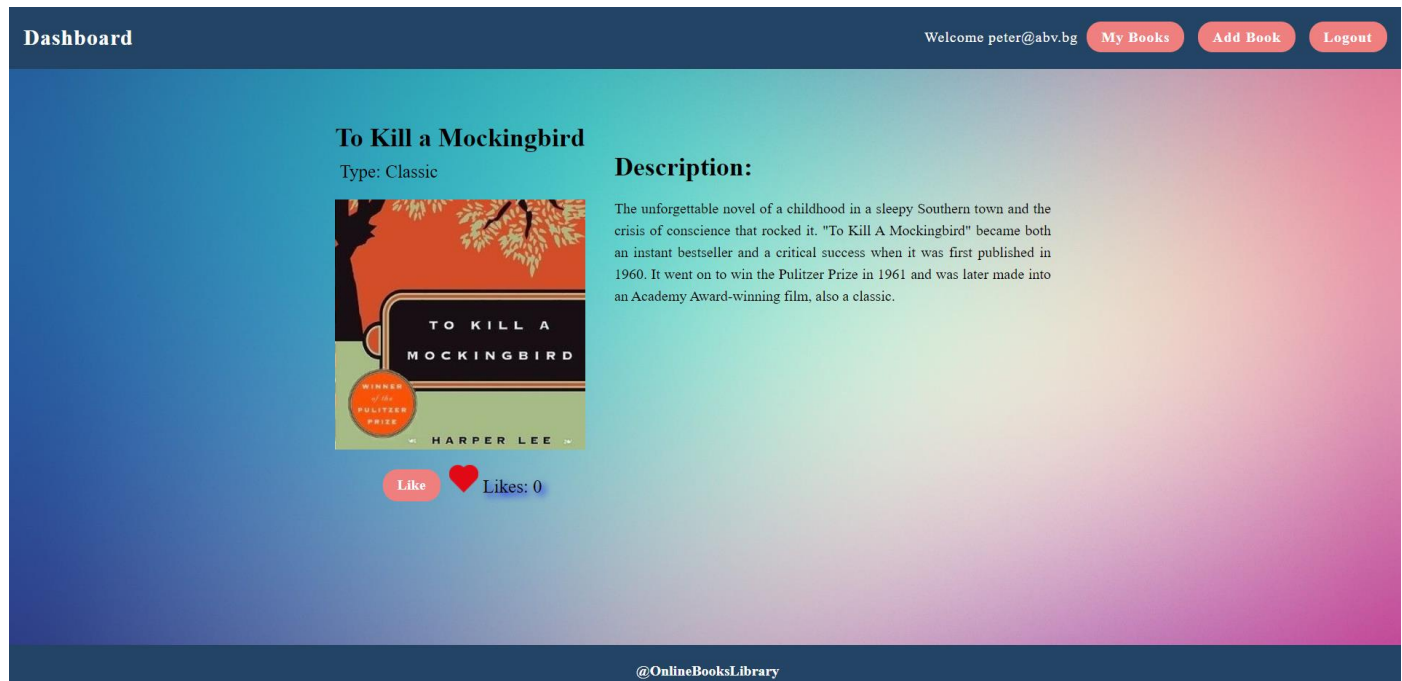 Dashboard
Welcome peter@abv.bg
My Books
Add Book
Logout
To Kill a Mockingbird
Type: Classic
TO KILL A
MOCKINGBIRD
WINNER
of the
PULITZER
PRIZE
HARPER LEE
Like
Likes: 0
Description:
The unforgettable novel of a childhood in a sleepy Southern town and the
crisis of conscience that rocked it. "To Kill A Mockingbird" became both
an instant bestseller and a critical success when it was first published in
1960. It went on to win the Pulitzer Prize in 1961 and was later made into
an Academy Award-winning film, also a classic.
@OnlineBooksLibrary